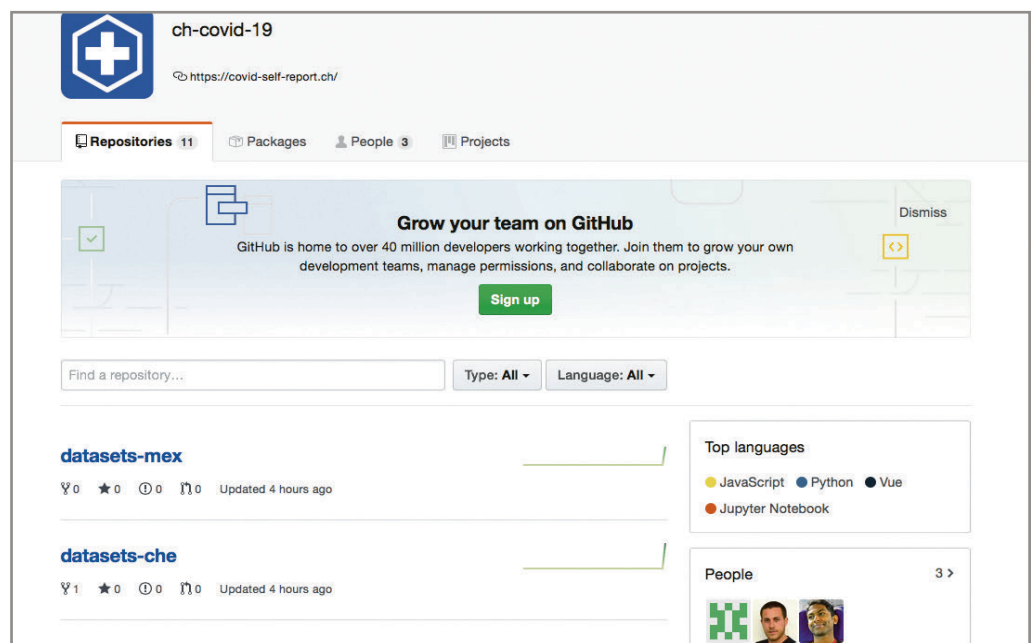 ch-covid-19
https://covid-self-report.ch/
Repositories 11 Packages People 3 Projects
Dismiss
Grow your team on GitHub
GitHub is home to over 40 million developers working together. Join them to grow your own
development teams, manage permissions, and collaborate on projects.
Sign up
Find a repository... Type: All Language: All
datasets-mex
0 0 0 0 Updated 4 hours ago
datasets-che
1 0 0 0 Updated 4 hours ago
Top languages
JavaScript Python Vue
Jupyter Notebook
People 3 >